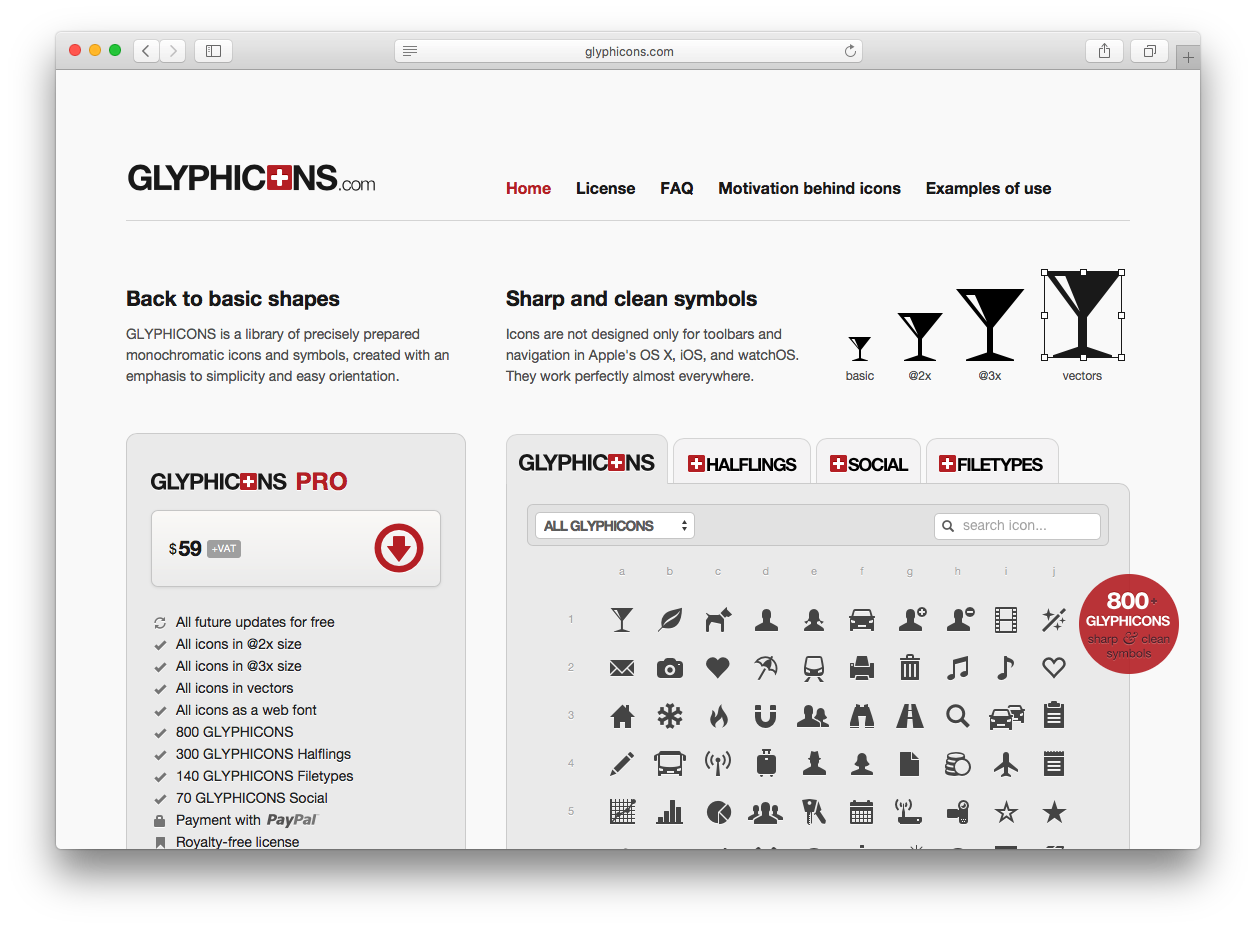 glyphicons.com
GLYPHICONS.com
Home License FAQ Motivation behind icons Examples of use
Back to basic shapes
GLYPHICONS is a library of precisely prepared
monochromatic icons and symbols, created with an
emphasis to simplicity and easy orientation.
Sharp and clean symbols
Icons are not designed only for toolbars and
navigation in Apple's OS X, iOS, and watchOS.
They work perfectly almost everywhere.
basic @2x @3x vectors
GLYPHICONS PRO
$59 +VAT
All future updates for free
All icons in @2x size
All icons in @3x size
All icons in vectors
All icons as a web font
800 GLYPHICONS
300 GLYPHICONS Halflings
140 GLYPHICONS Filetypes
70 GLYPHICONS Social
Payment with PayPal
Royalty-free license
GLYPHICONS HALFLINGS SOCIAL FILETYPES
ALL GLYPHICONS search icon...
a b c d e f g h i j
1
2
3
4
5
800+
GLYPHICONS
sharp & clean
symbols